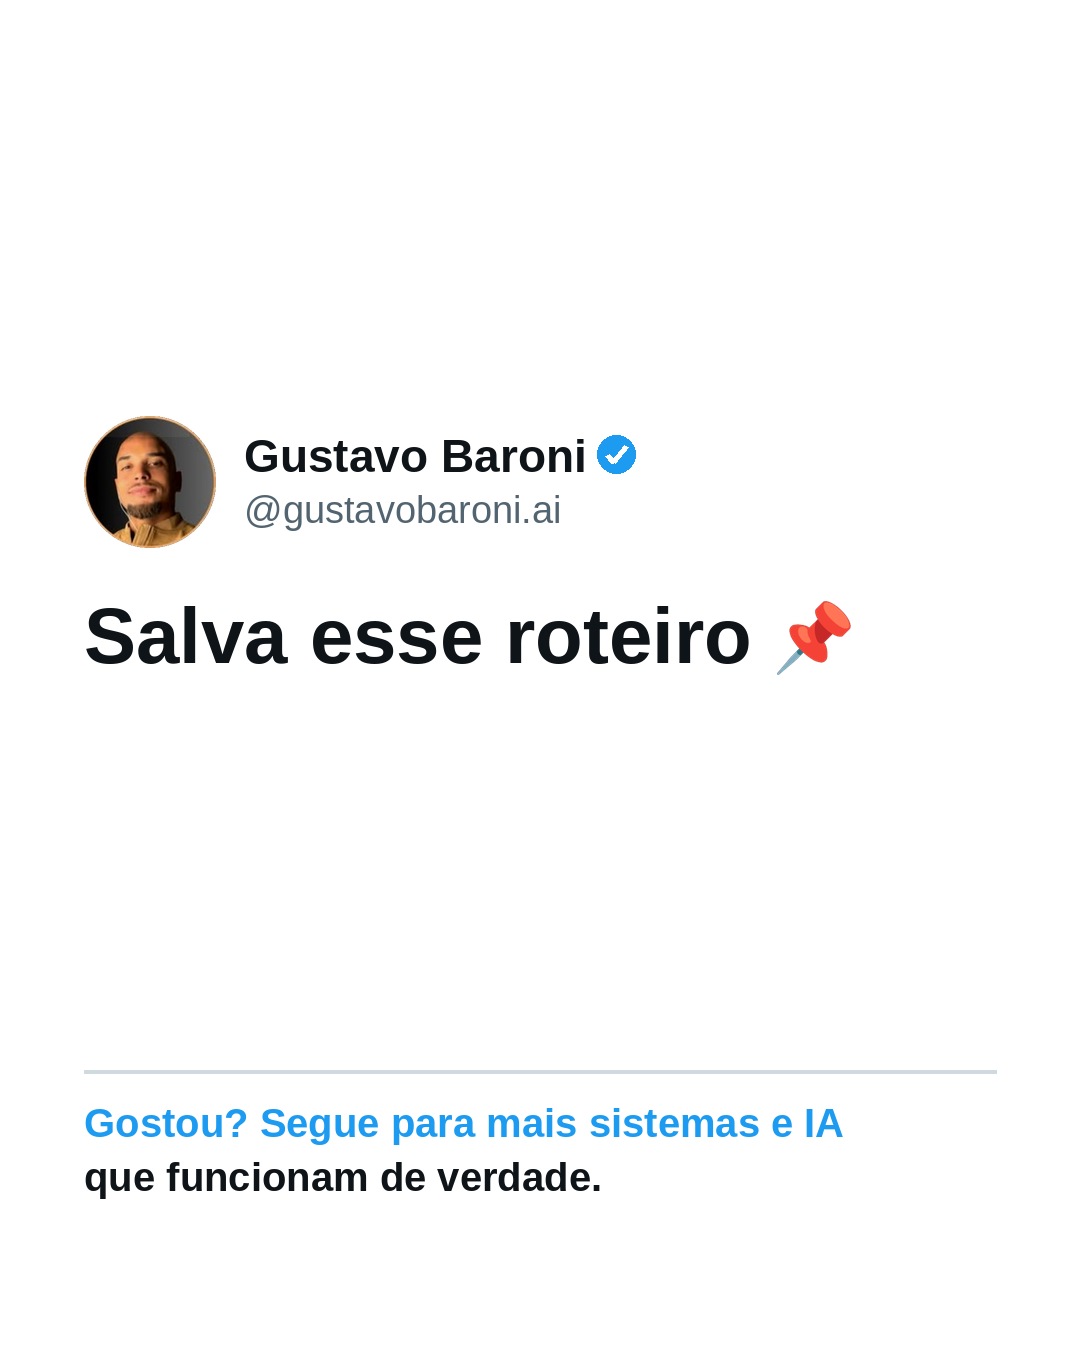 Gustavo Baroni
@gustavobaroni.ai
Salva esse roteiro 📌
Gostou? Segue para mais sistemas e IA
que funcionam de verdade.